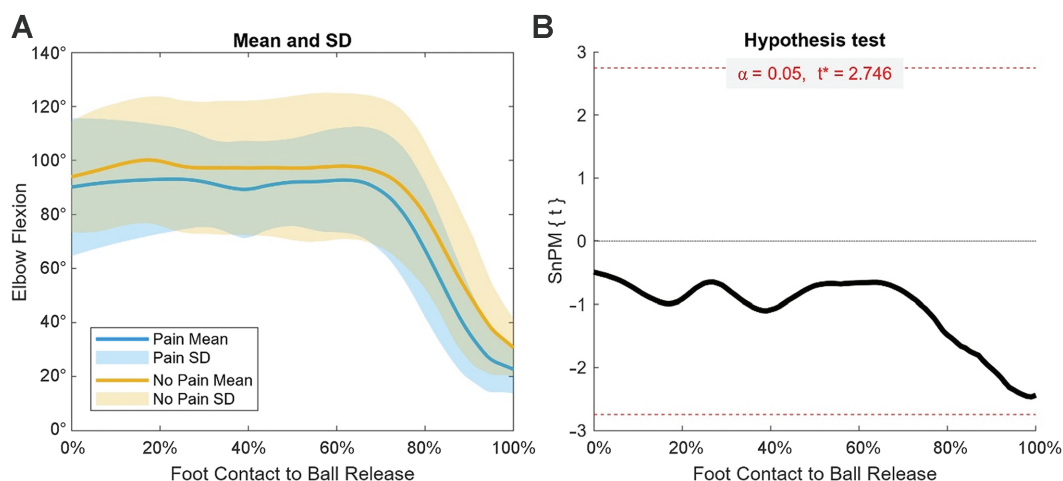 A
Mean and SD
140°
120°
100°
80°
60°
40°
20°
0°
Elbow Flexion
Pain Mean
Pain SD
No Pain Mean
No Pain SD
0% 20% 40% 60% 80% 100%
Foot Contact to Ball Release
B
Hypothesis test
α = 0.05, t* = 2.746
3
2
1
0
−1
−2
−3
SnPM { t }
0% 20% 40% 60% 80% 100%
Foot Contact to Ball Release